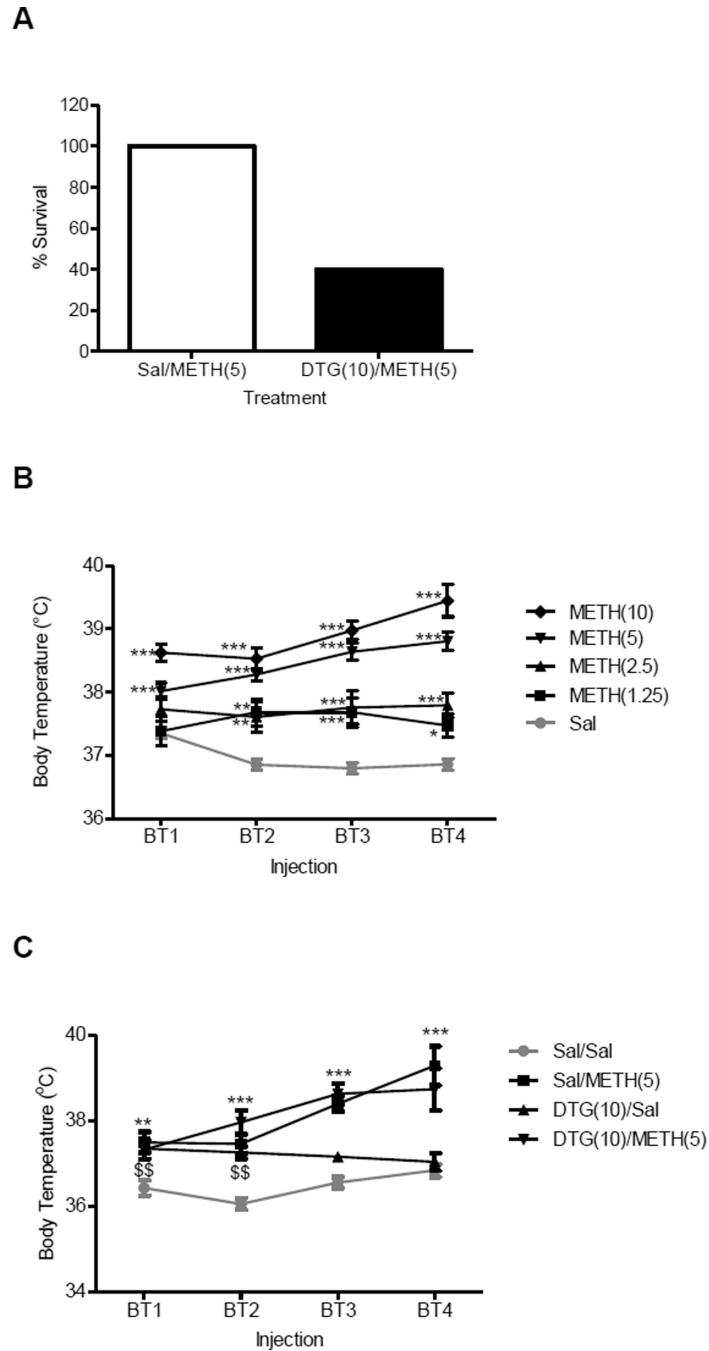 A
120
100
80
60
40
20
0
% Survival
Sal/METH(5)
DTG(10)/METH(5)
Treatment
B
40
39
38
37
36
Body Temperature (°C)
***
***
***
***
***
***
***
***
**
**
***
***
***
*
BT1
BT2
BT3
BT4
Injection
METH(10)
METH(5)
METH(2.5)
METH(1.25)
Sal
C
40
38
36
34
Body Temperature (°C)
**
***
***
***
$$
$$
BT1
BT2
BT3
BT4
Injection
Sal/Sal
Sal/METH(5)
DTG(10)/Sal
DTG(10)/METH(5)